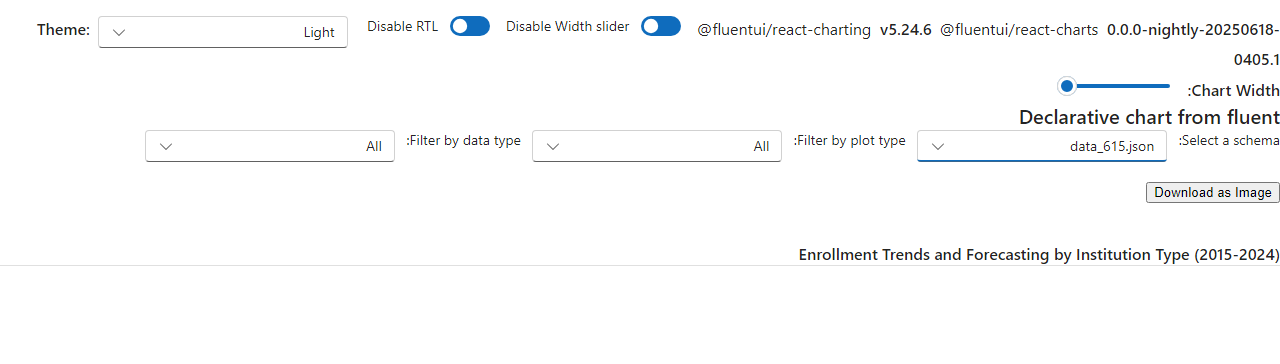 Theme: Light Disable RTL Disable Width slider @fluentui/react-charting v5.24.6 @fluentui/react-charts 0.0.0-nightly-20250618-
0405.1
:Chart Width
Declarative chart from fluent
:Select a schema data_615.json :Filter by plot type All :Filter by data type All
Download as Image
Enrollment Trends and Forecasting by Institution Type (2015-2024)